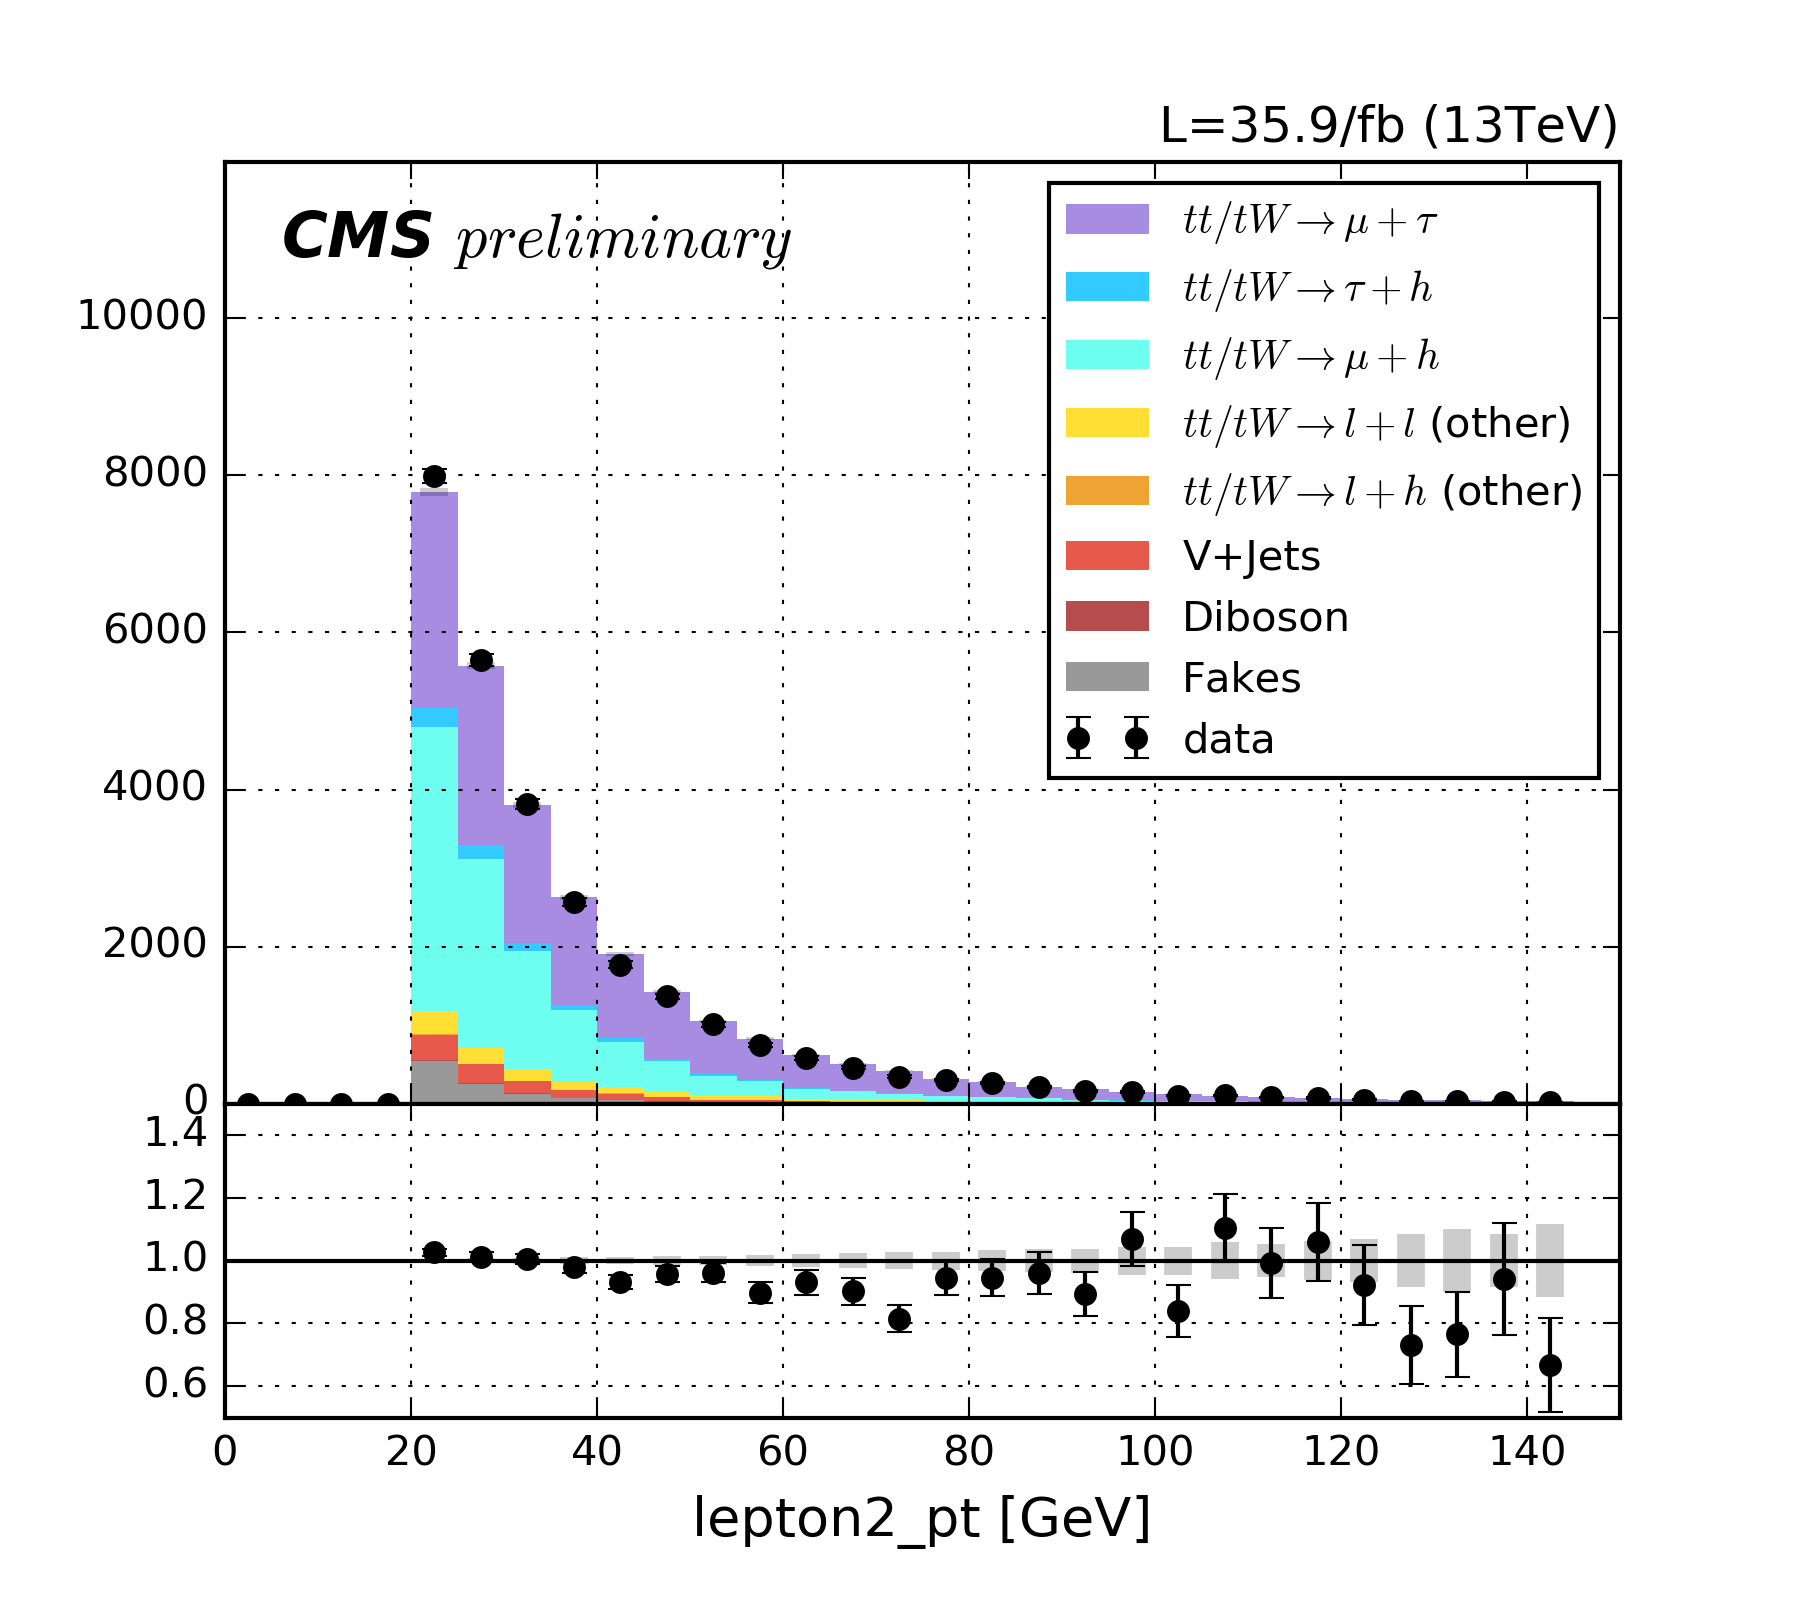 L=35.9/fb (13TeV)
CMS preliminary
tt/tW → μ + τ
tt/tW → τ + h
tt/tW → μ + h
tt/tW → l + l (other)
tt/tW → l + h (other)
V+Jets
Diboson
Fakes
data
10000
8000
6000
4000
2000
0
1.4
1.2
1.0
0.8
0.6
0 20 40 60 80 100 120 140
lepton2_pt [GeV]